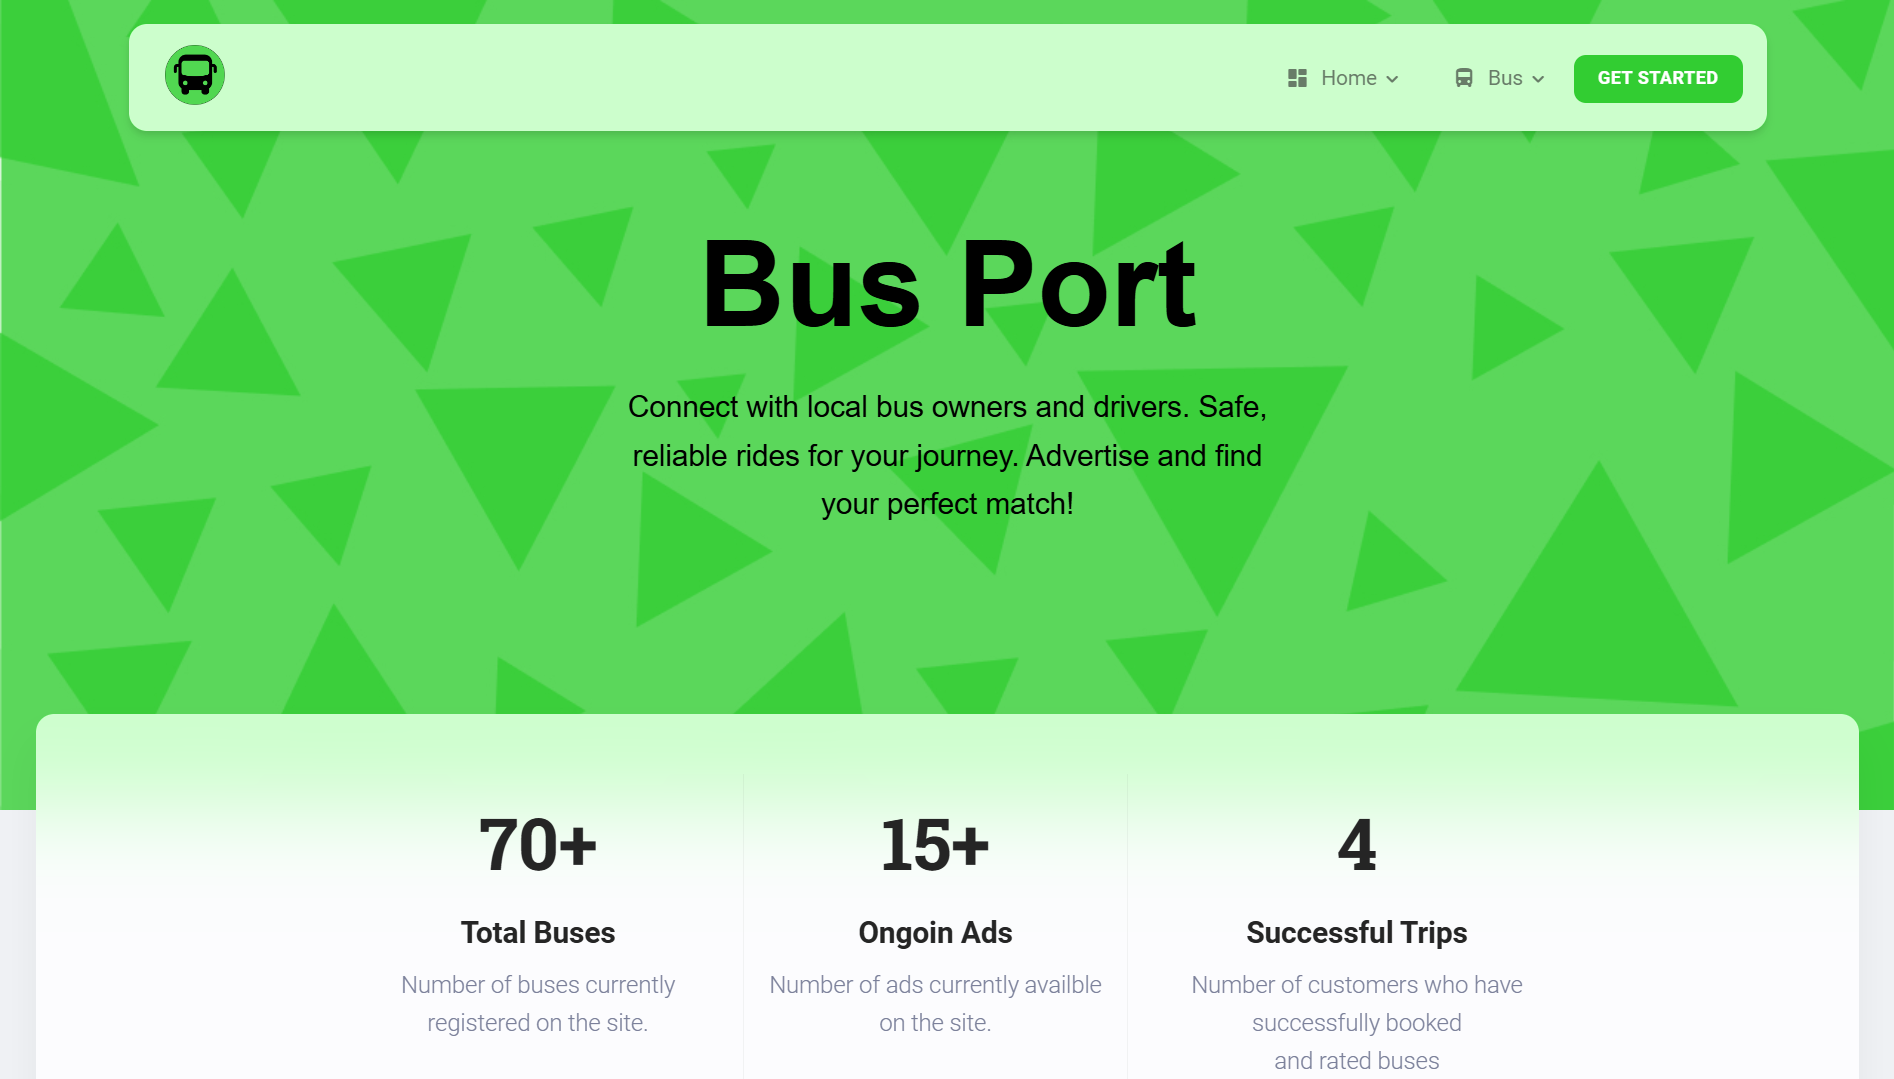 Home
Bus
GET STARTED
Bus Port
Connect with local bus owners and drivers. Safe,
reliable rides for your journey. Advertise and find
your perfect match!
70+
Total Buses
Number of buses currently
registered on the site.
15+
Ongoin Ads
Number of ads currently availble
on the site.
4
Successful Trips
Number of customers who have
successfully booked
and rated buses